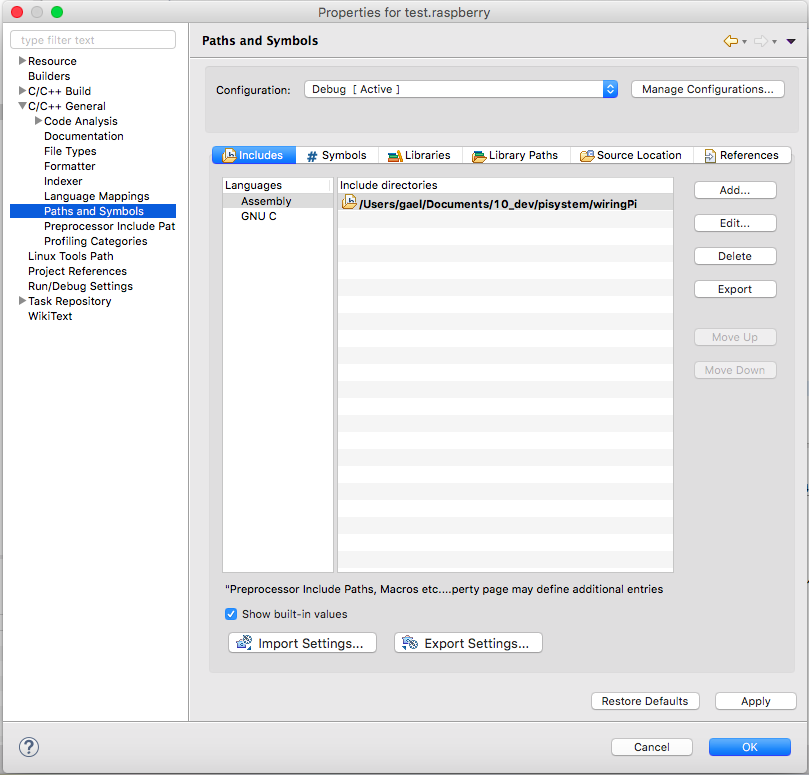 Properties for test.raspberry
type filter text
Resource
Builders
C/C++ Build
C/C++ General
Code Analysis
Documentation
File Types
Formatter
Indexer
Language Mappings
Paths and Symbols
Preprocessor Include Pat
Profiling Categories
Linux Tools Path
Project References
Run/Debug Settings
Task Repository
WikiText
Paths and Symbols
Configuration:
Debug [ Active ]
Manage Configurations...
Includes
# Symbols
Libraries
Library Paths
Source Location
References
Languages
Assembly
GNU C
Include directories
/Users/gael/Documents/10_dev/pisystem/wiringPi
Add...
Edit...
Delete
Export
Move Up
Move Down
"Preprocessor Include Paths, Macros etc....perty page may define additional entries
Show built-in values
Import Settings...
Export Settings...
Restore Defaults
Apply
?
Cancel
OK